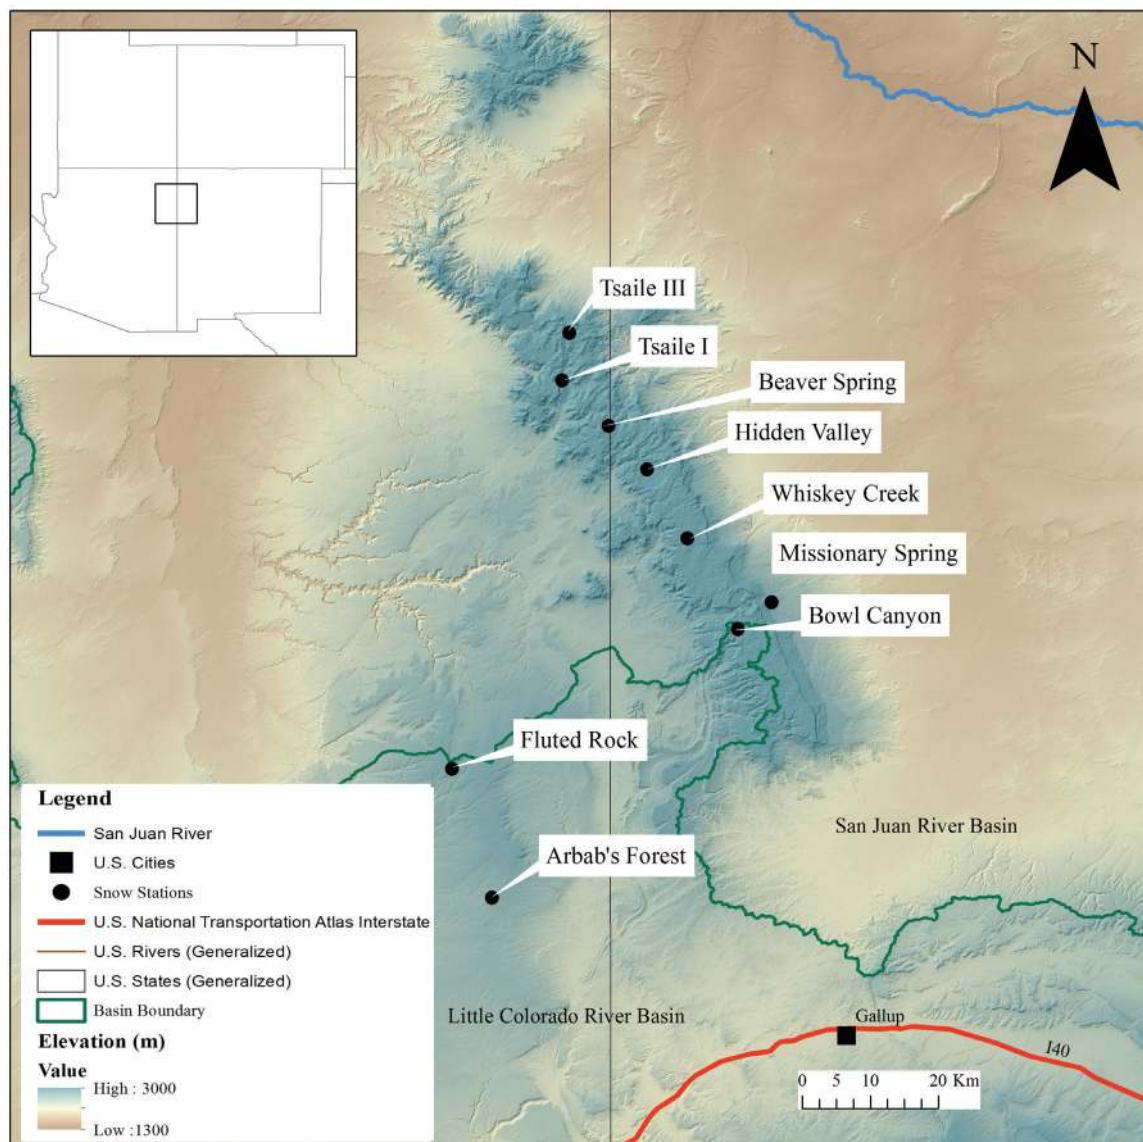 N
Tsaile III
Tsaile I
Beaver Spring
Hidden Valley
Whiskey Creek
Missionary Spring
Bowl Canyon
Fluted Rock
Arbab's Forest
San Juan River Basin
Little Colorado River Basin
Gallup
I40
0 5 10 20 Km
Legend
San Juan River
U.S. Cities
Snow Stations
U.S. National Transportation Atlas Interstate
U.S. Rivers (Generalized)
U.S. States (Generalized)
Basin Boundary
Elevation (m)
Value
High : 3000
Low :1300